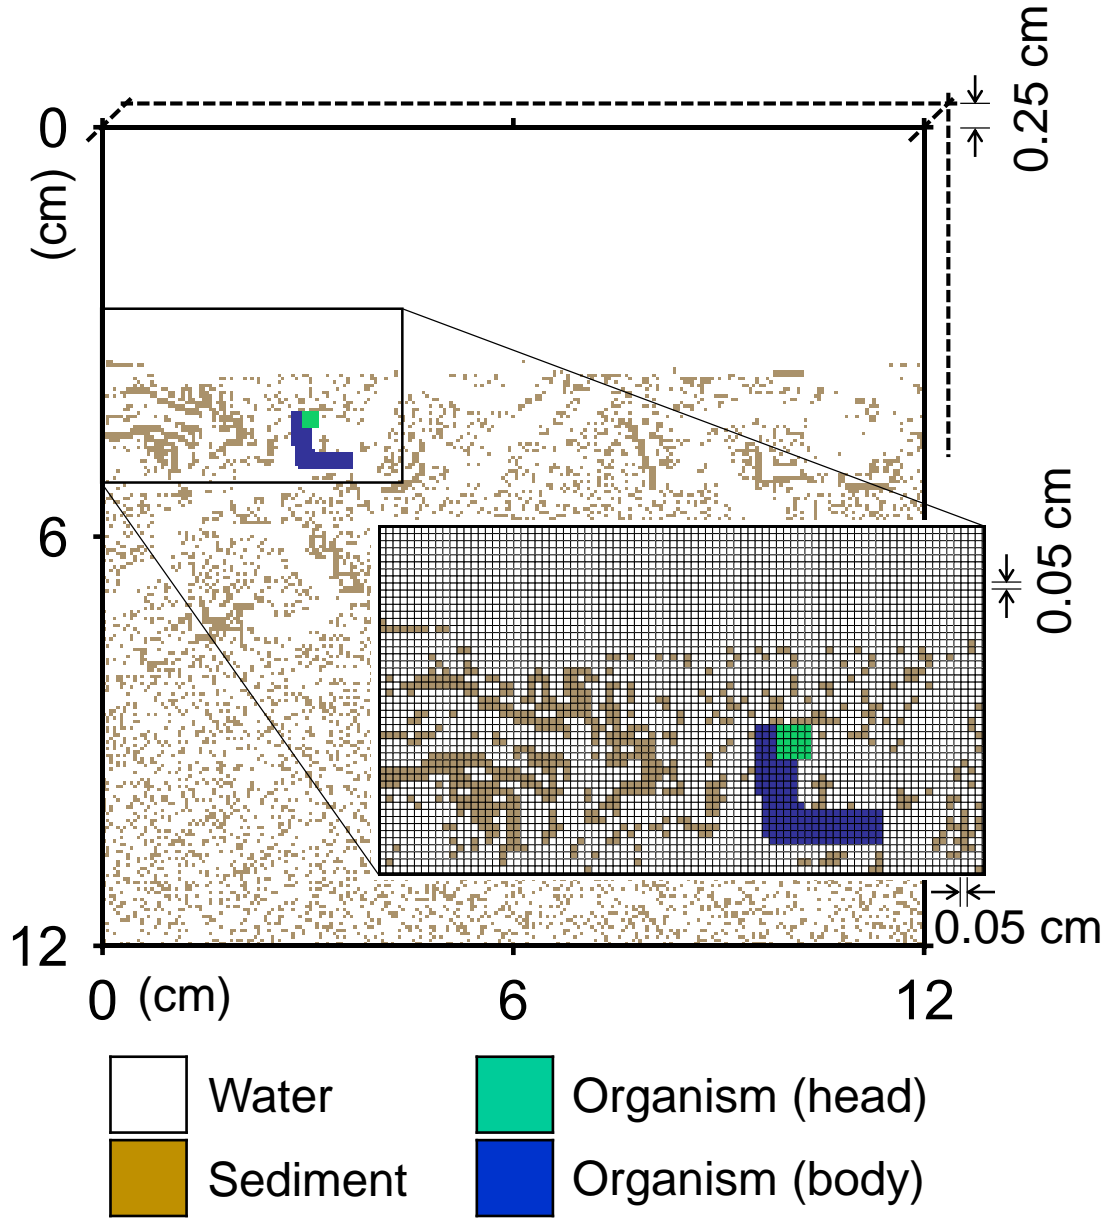 0.25 cm
0
(cm)
6
0.05 cm
12
0.05 cm
0
(cm)
6
12
Water
Organism (head)
Sediment
Organism (body)